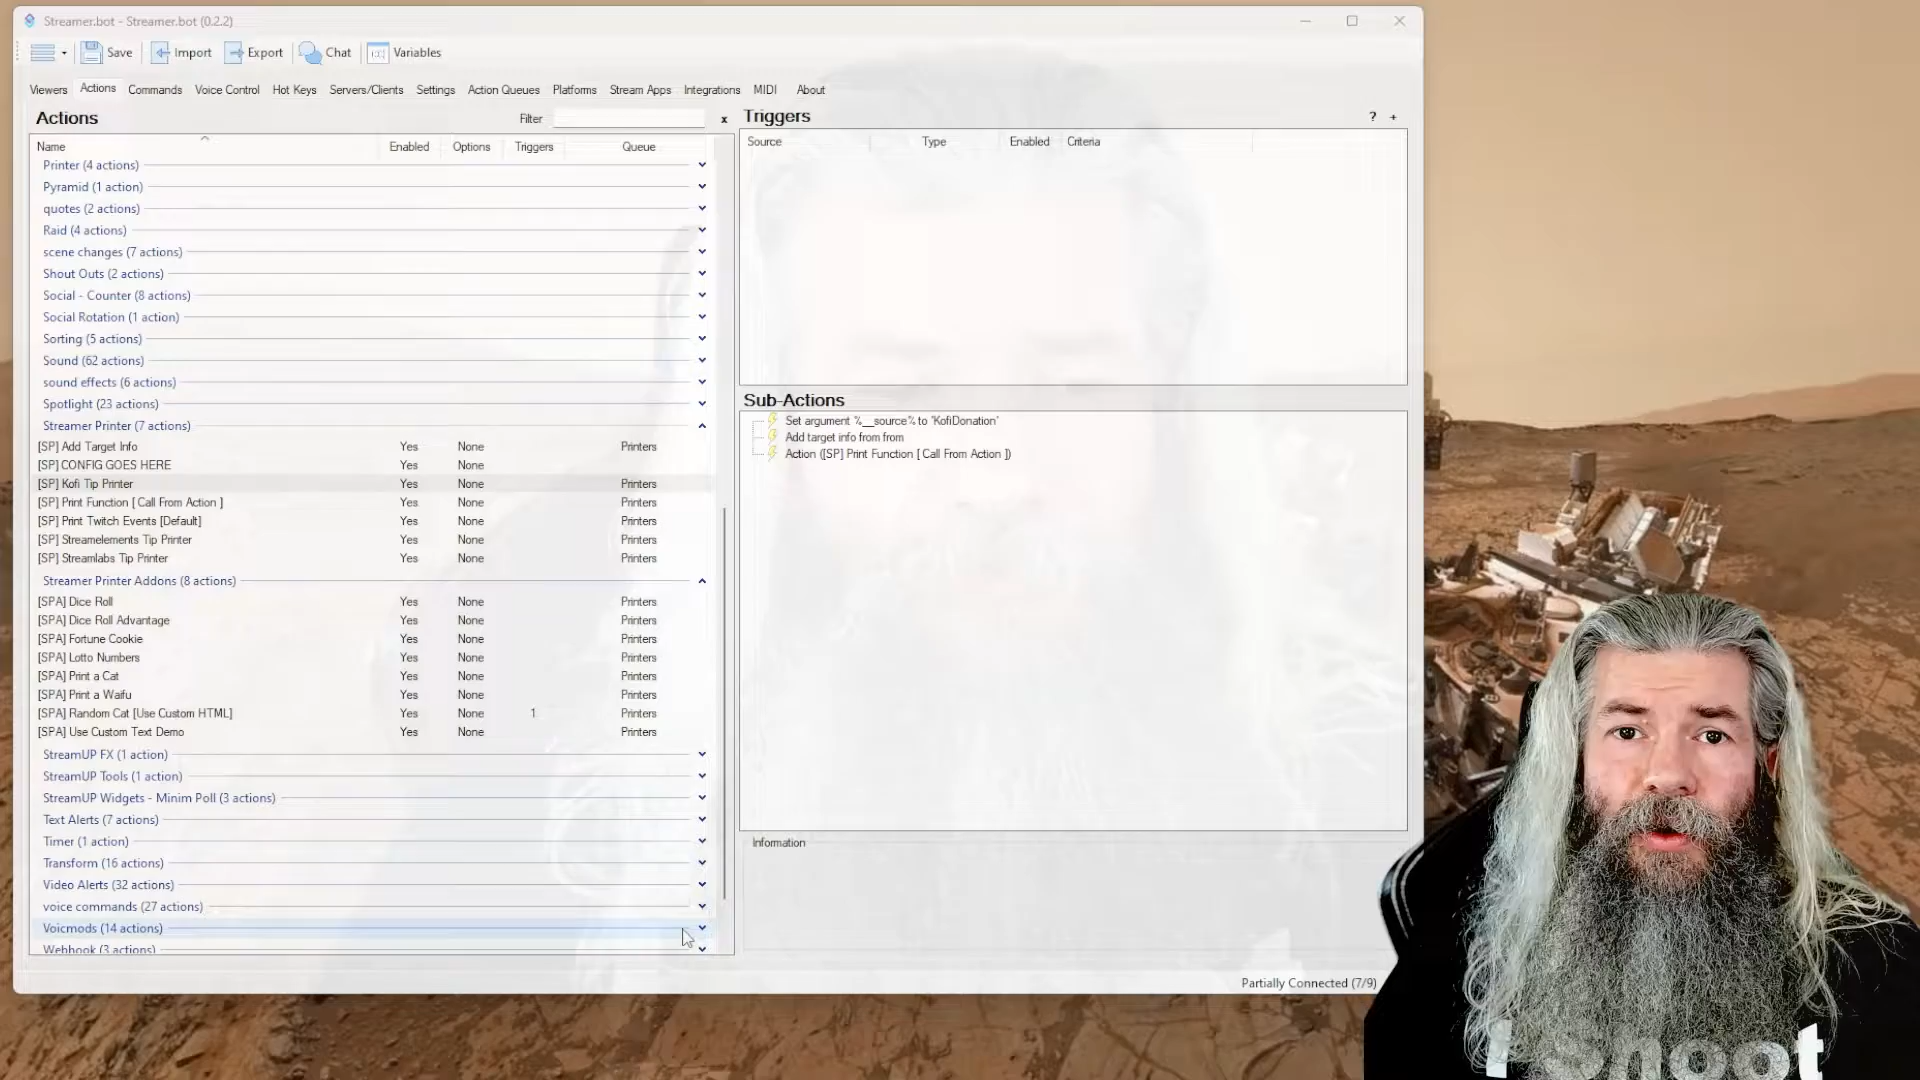 Streamer.bot - Streamer.bot (0.2.2)
Save Import Export Chat Variables
Viewers Actions Commands Voice Control Hot Keys Servers/Clients Settings Action Queues Platforms Stream Apps Integrations MIDI About
Actions Filter x
Name Enabled Options Triggers Queue
Printer (4 actions)
Pyramid (1 action)
quotes (2 actions)
Raid (4 actions)
scene changes (7 actions)
Shout Outs (2 actions)
Social - Counter (8 actions)
Social Rotation (1 action)
Sorting (5 actions)
Sound (62 actions)
sound effects (6 actions)
Spotlight (23 actions)
Streamer Printer (7 actions)
[SP] Add Target Info Yes None Printers
[SP] CONFIG GOES HERE Yes None
[SP] Kofi Tip Printer Yes None Printers
[SP] Print Function [ Call From Action ] Yes None Printers
[SP] Print Twitch Events [Default] Yes None Printers
[SP] Streamelements Tip Printer Yes None Printers
[SP] Streamlabs Tip Printer Yes None Printers
Streamer Printer Addons (8 actions)
[SPA] Dice Roll Yes None Printers
[SPA] Dice Roll Advantage Yes None Printers
[SPA] Fortune Cookie Yes None Printers
[SPA] Lotto Numbers Yes None Printers
[SPA] Print a Cat Yes None Printers
[SPA] Print a Waifu Yes None Printers
[SPA] Random Cat [Use Custom HTML] Yes None 1 Printers
[SPA] Use Custom Text Demo Yes None Printers
StreamUP FX (1 action)
StreamUP Tools (1 action)
StreamUP Widgets - Minim Poll (3 actions)
Text Alerts (7 actions)
Timer (1 action)
Transform (16 actions)
Video Alerts (32 actions)
voice commands (27 actions)
Voicmods (14 actions)
Webhook (3 actions)
Triggers ? +
Source Type Enabled Criteria
Sub-Actions
Set argument %__source% to 'KofiDonation'
Add target info from from
Action ([SP] Print Function [ Call From Action ])
Information
Partially Connected (7/9)
I Shoot